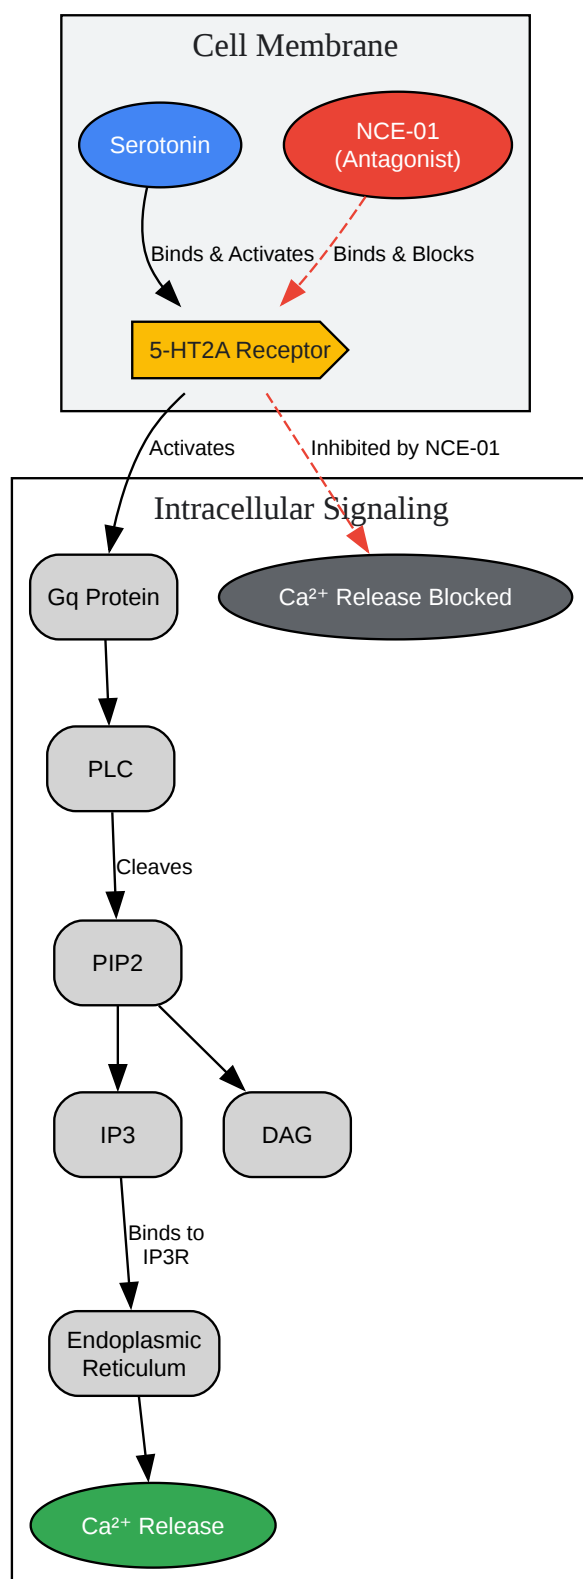 Cell Membrane
Serotonin
NCE-01
(Antagonist)
Binds & Activates
Binds & Blocks
5-HT2A Receptor
Activates
Inhibited by NCE-01
Intracellular Signaling
Gq Protein
Ca²⁺ Release Blocked
PLC
Cleaves
PIP2
IP3
DAG
Binds to
IP3R
Endoplasmic
Reticulum
Ca²⁺ Release